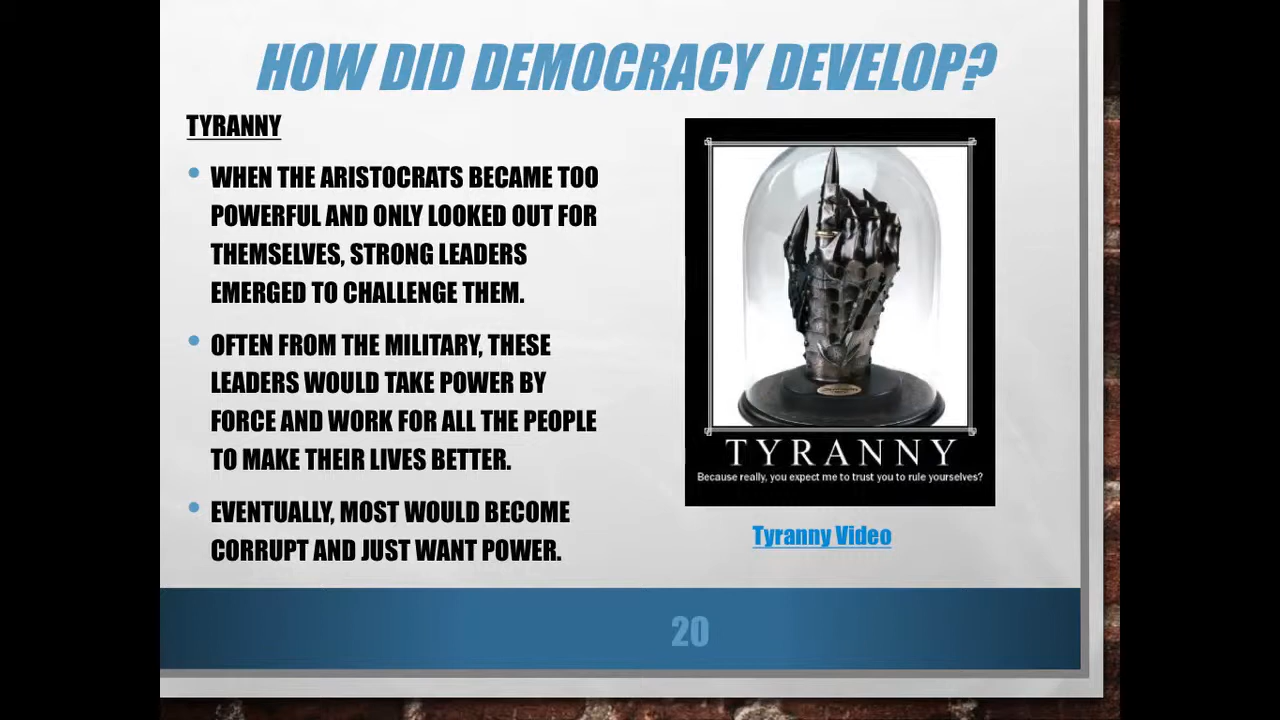 HOW DID DEMOCRACY DEVELOP?
TYRANNY
WHEN THE ARISTOCRATS BECAME TOO
POWERFUL AND ONLY LOOKED OUT FOR
THEMSELVES, STRONG LEADERS
EMERGED TO CHALLENGE THEM.
OFTEN FROM THE MILITARY, THESE
LEADERS WOULD TAKE POWER BY
FORCE AND WORK FOR ALL THE PEOPLE
TO MAKE THEIR LIVES BETTER.
EVENTUALLY, MOST WOULD BECOME
CORRUPT AND JUST WANT POWER.
TYRANNY
Because really, you expect me to trust you to rule yourselves?
Tyranny Video
20